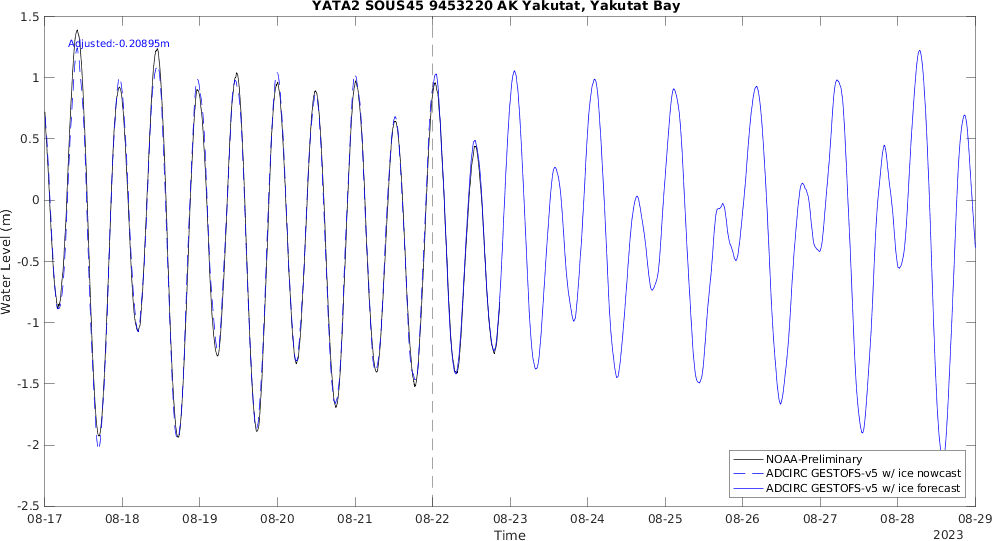 YATA2 SOUS45 9453220 AK Yakutat, Yakutat Bay
Adjusted:-0.20895m
1.5
1
0.5
0
-0.5
-1
-1.5
-2
-2.5
Water Level (m)
NOAA-Preliminary
ADCIRC GESTOFS-v5 w/ ice nowcast
ADCIRC GESTOFS-v5 w/ ice forecast
08-17 08-18 08-19 08-20 08-21 08-22 08-23 08-24 08-25 08-26 08-27 08-28 08-29
Time
2023